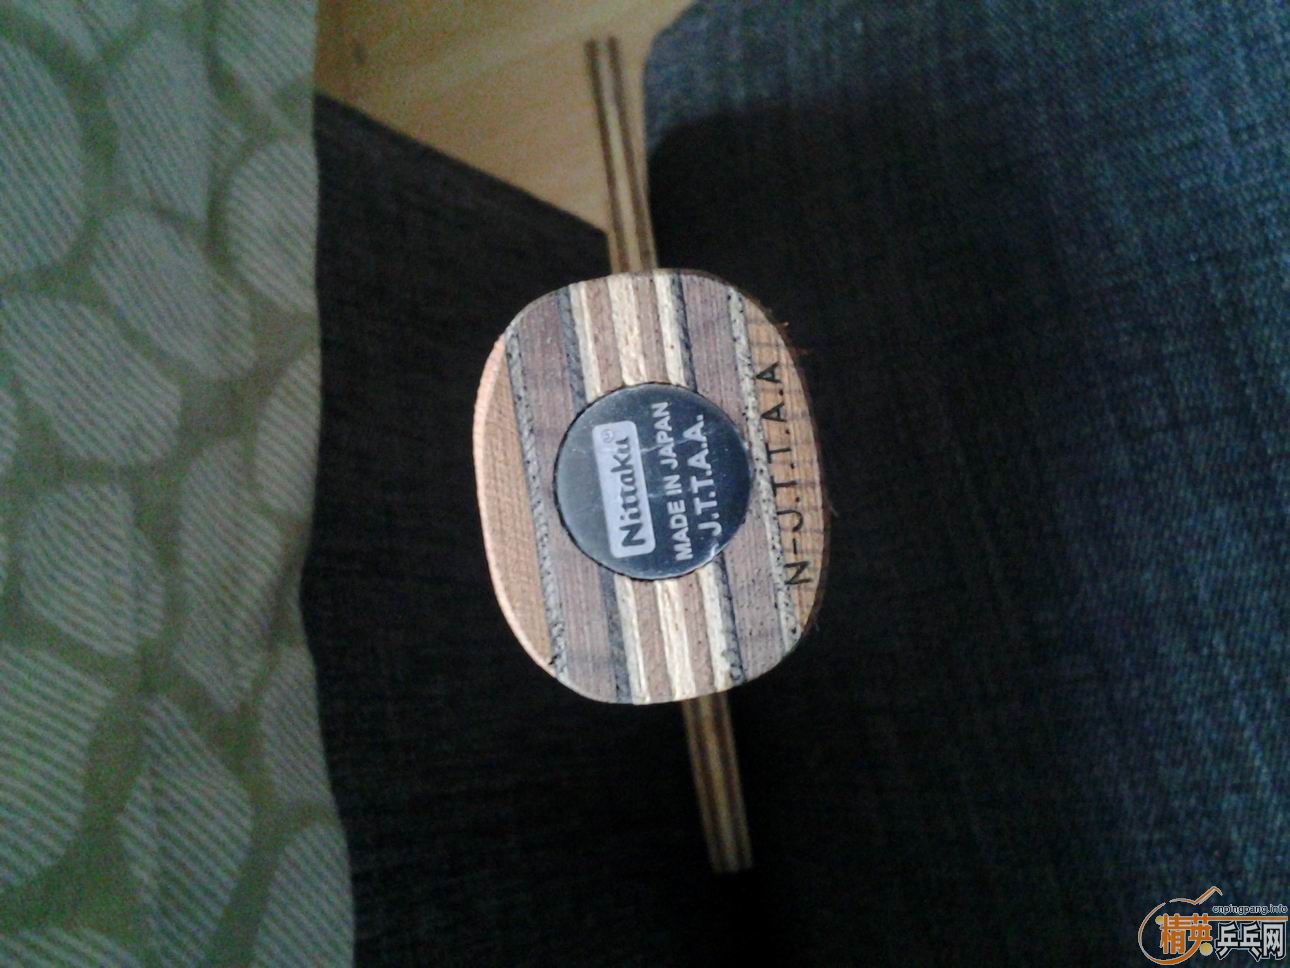 Nittaku
MADE IN JAPAN
J.T.T.A.A.
N-J.T.T.A.A
cnpingpang.info
精英乒乓网